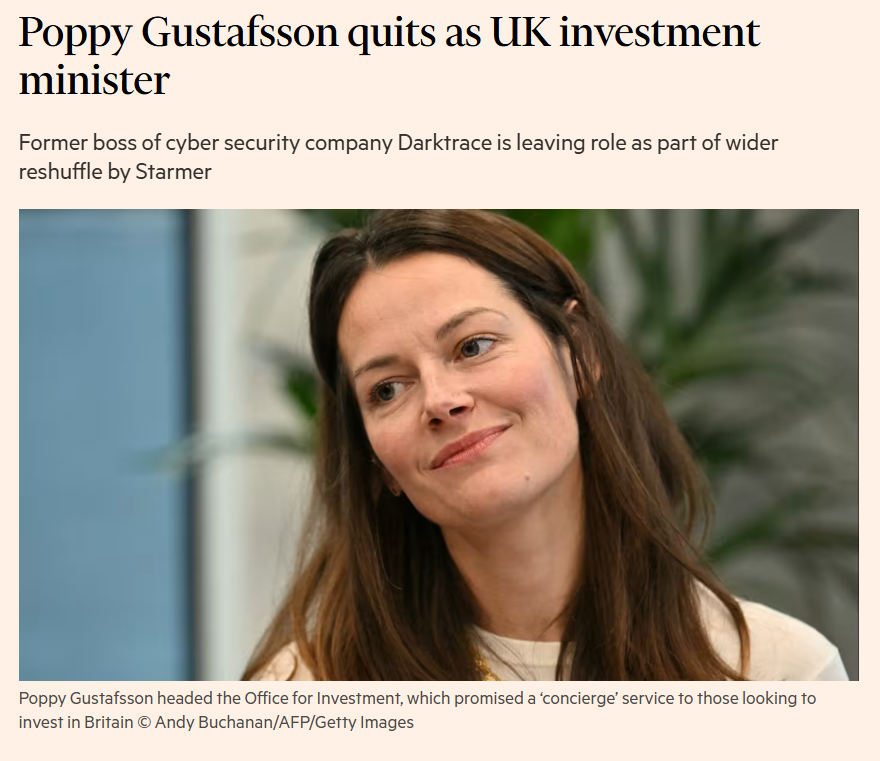 Poppy Gustafsson quits as UK investment
minister
Former boss of cyber security company Darktrace is leaving role as part of wider
reshuffle by Starmer
Poppy Gustafsson headed the Office for Investment, which promised a ‘concierge’ service to those looking to
invest in Britain © Andy Buchanan/AFP/Getty Images